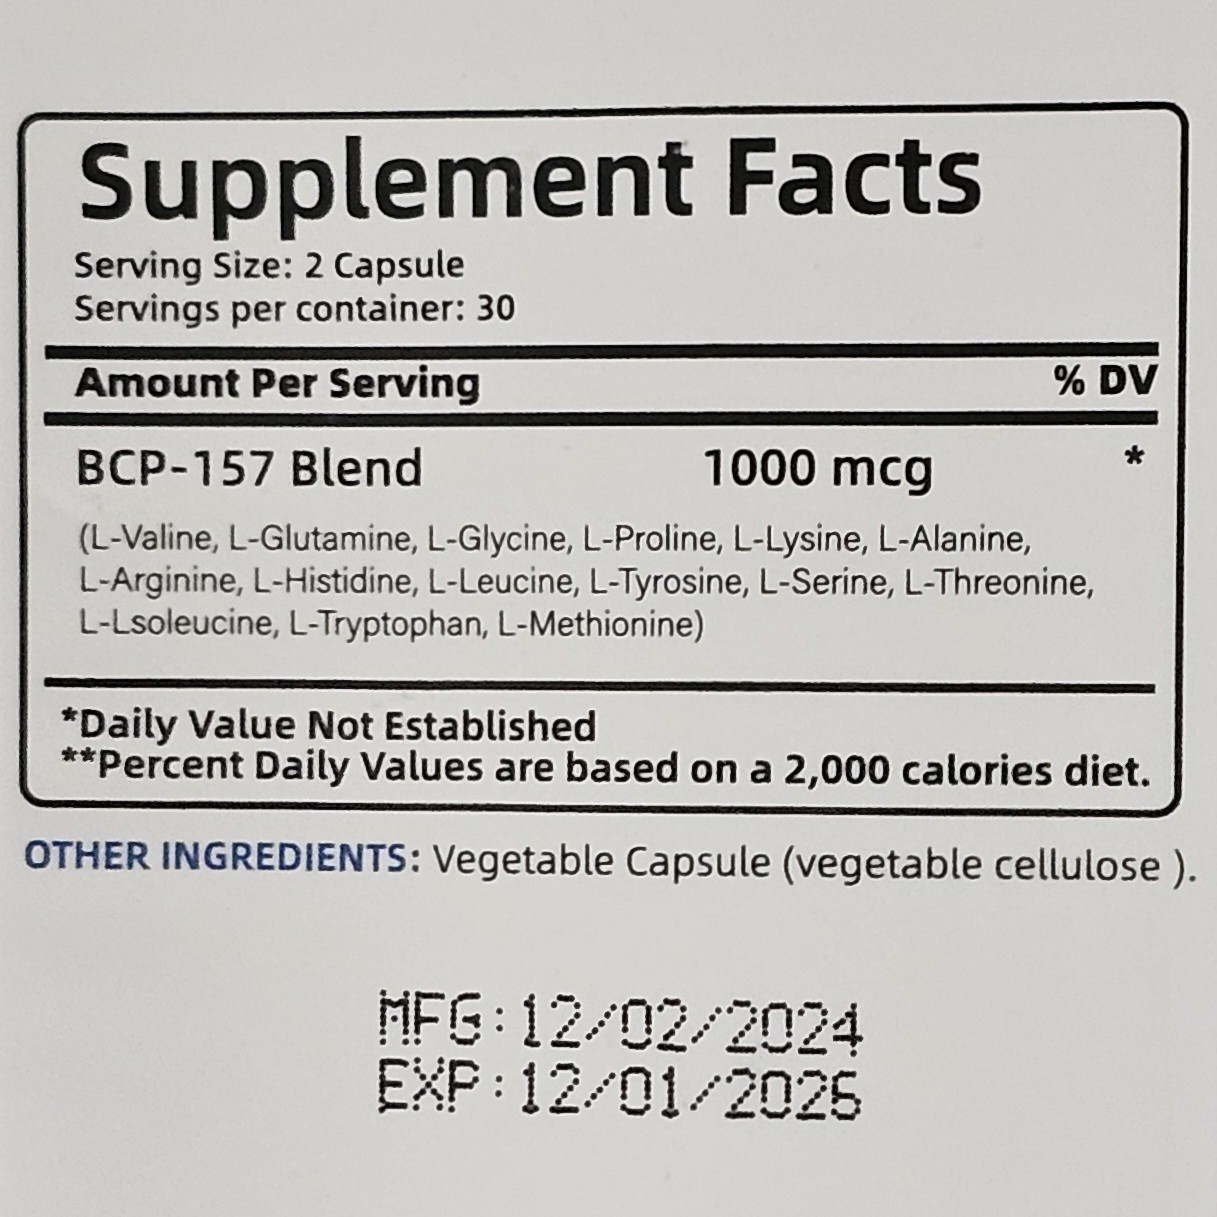 Supplement Facts
Serving Size: 2 Capsule
Servings per container: 30
Amount Per Serving % DV
BCP-157 Blend 1000 mcg *
(L-Valine, L-Glutamine, L-Glycine, L-Proline, L-Lysine, L-Alanine,
L-Arginine, L-Histidine, L-Leucine, L-Tyrosine, L-Serine, L-Threonine,
L-Lsoleucine, L-Tryptophan, L-Methionine)
*Daily Value Not Established
**Percent Daily Values are based on a 2,000 calories diet.
OTHER INGREDIENTS: Vegetable Capsule (vegetable cellulose ).
MFG:12/02/2024
EXP:12/01/2026